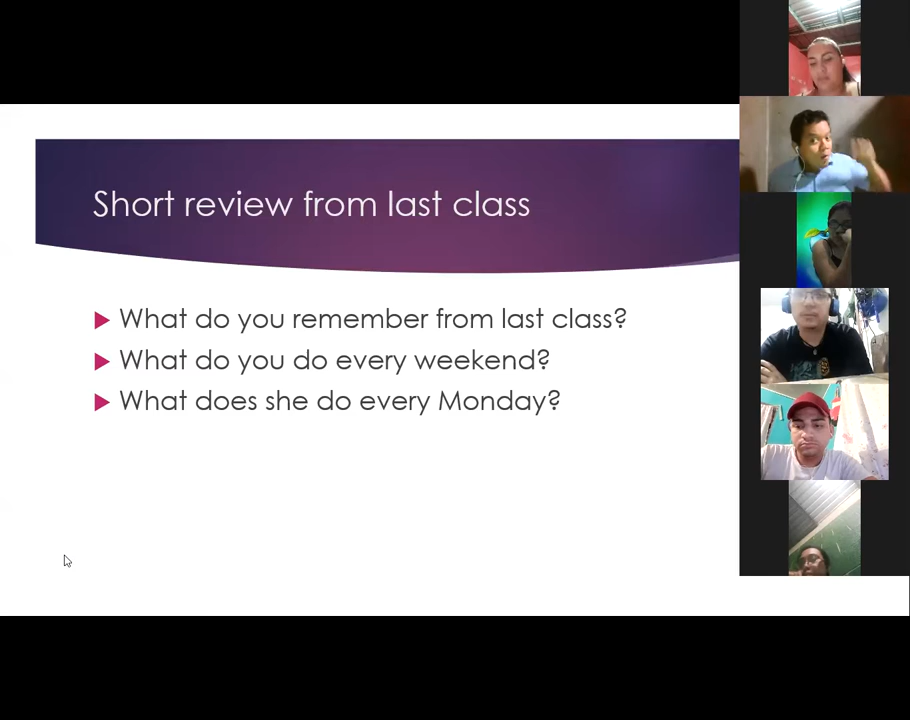 Short review from last class
What do you remember from last class?
What do you do every weekend?
What does she do every Monday?